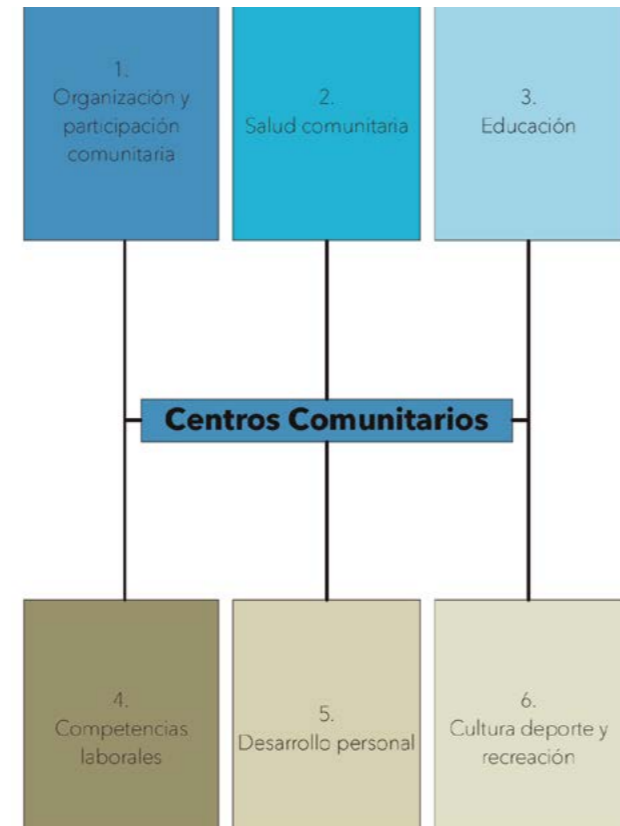 1.
Organización y
participación
comunitaria
2.
Salud comunitaria
3.
Educación
Centros Comunitarios
4.
Competencias
laborales
5.
Desarrollo personal
6.
Cultura deporte y
recreación